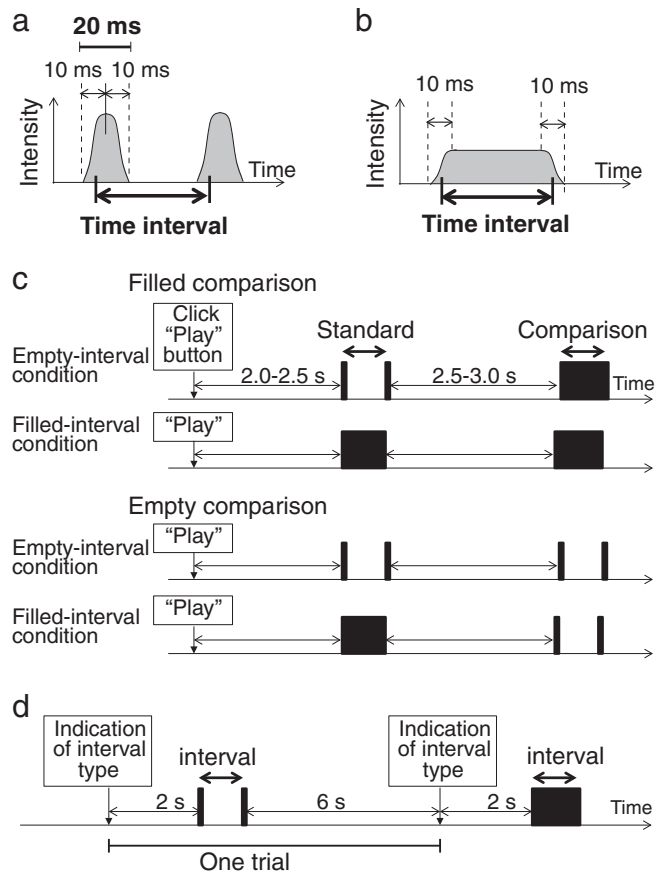 a
20 ms
10 ms 10 ms
Intensity
Time
Time interval
b
10 ms 10 ms
Intensity
Time
Time interval
c
Filled comparison
Click
“Play”
button
Standard
Comparison
Empty-interval
condition
2.0-2.5 s
2.5-3.0 s
Time
Filled-interval
condition
“Play”
Empty comparison
Empty-interval
condition
“Play”
Filled-interval
condition
“Play”
d
Indication
of interval
type
interval
Indication
of interval
type
interval
2 s
6 s
2 s
Time
One trial